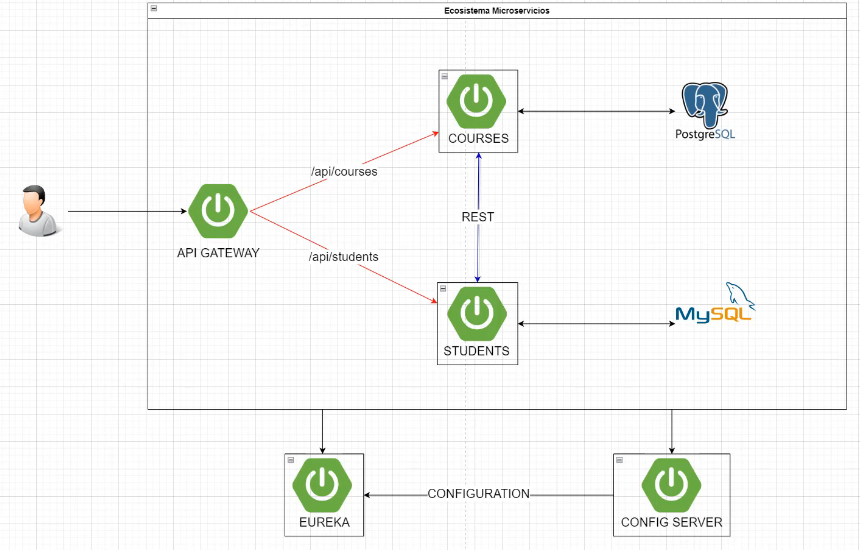 Ecosistema Microservicios
COURSES
PostgreSQL
/api/courses
REST
API GATEWAY
/api/students
MySQL
STUDENTS
CONFIGURATION
EUREKA
CONFIG SERVER